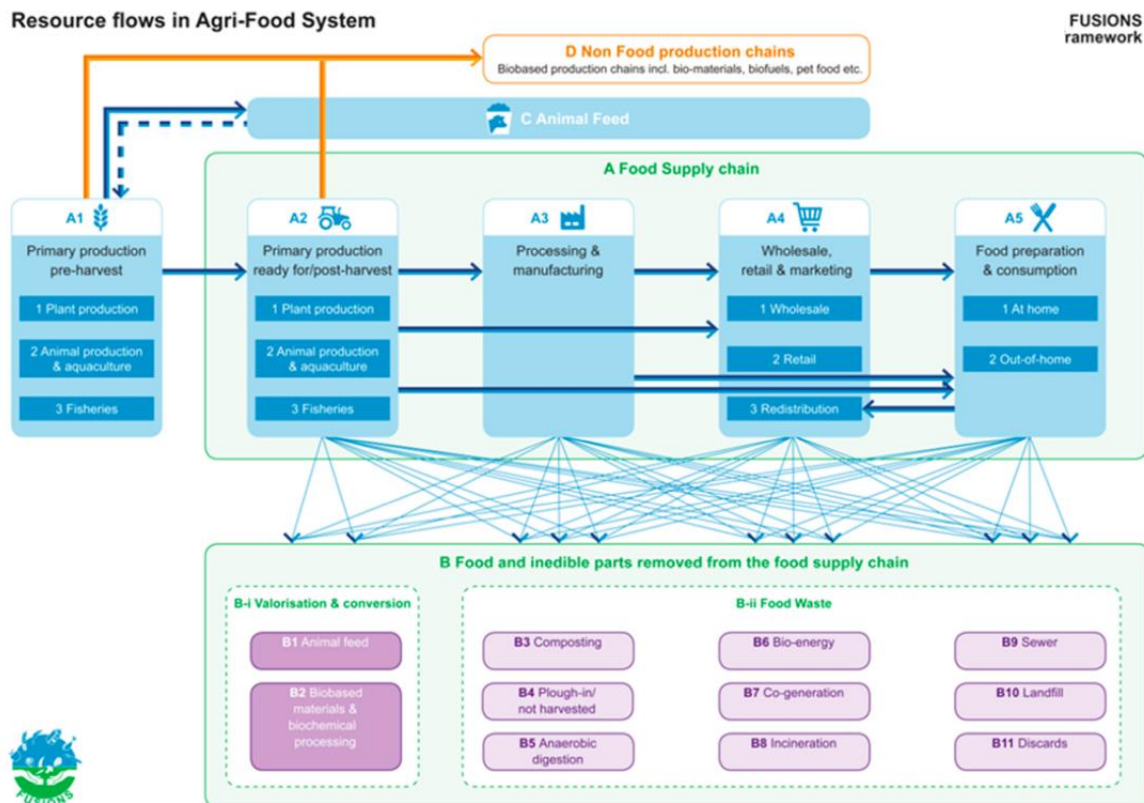 Resource flows in Agri-Food System
FUSIONS
ramework
D Non Food production chains
Biobased production chains incl. bio-materials, biofuels, pet food etc.
C Animal Feed
A Food Supply chain
A1
Primary production
pre-harvest
1 Plant production
2 Animal production
& aquaculture
3 Fisheries
A2
Primary production
ready for/post-harvest
1 Plant production
2 Animal production
& aquaculture
3 Fisheries
A3
Processing &
manufacturing
A4
Wholesale,
retail & marketing
1 Wholesale
2 Retail
3 Redistribution
A5
Food preparation
& consumption
1 At home
2 Out-of-home
B Food and inedible parts removed from the food supply chain
B-i Valorisation & conversion
B1 Animal feed
B2 Biobased
materials &
biochemical
processing
B-ii Food Waste
B3 Composting
B4 Plough-in/
not harvested
B5 Anaerobic
digestion
B6 Bio-energy
B7 Co-generation
B8 Incineration
B9 Sewer
B10 Landfill
B11 Discards
FUSIONS